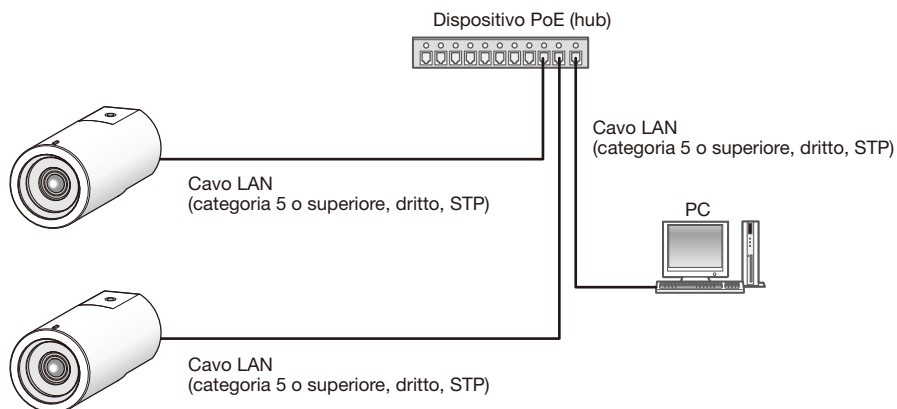 Dispositivo PoE (hub)
Cavo LAN
(categoria 5 o superiore, dritto, STP)
Cavo LAN
(categoria 5 o superiore, dritto, STP)
PC
Cavo LAN
(categoria 5 o superiore, dritto, STP)